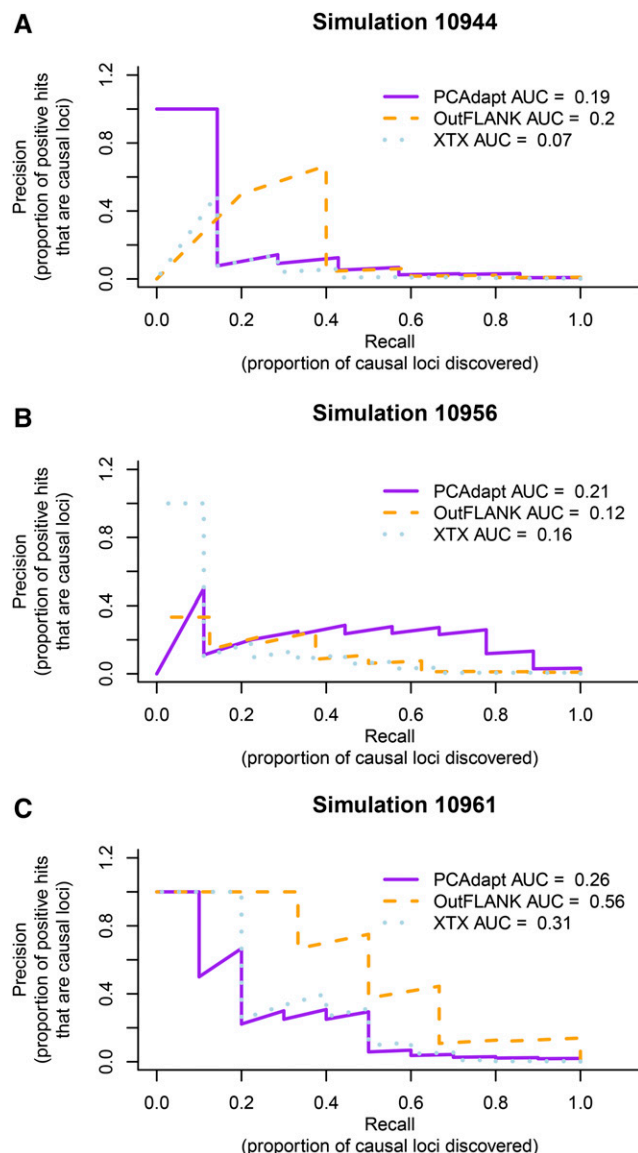 A
Simulation 10944
Precision
(proportion of positive hits
that are causal loci)
0.0 0.4 0.8 1.2
PCAdapt AUC = 0.19
OutFLANK AUC = 0.2
XTX AUC = 0.07
0.0 0.2 0.4 0.6 0.8 1.0
Recall
(proportion of causal loci discovered)
B
Simulation 10956
Precision
(proportion of positive hits
that are causal loci)
0.0 0.4 0.8 1.2
PCAdapt AUC = 0.21
OutFLANK AUC = 0.12
XTX AUC = 0.16
0.0 0.2 0.4 0.6 0.8 1.0
Recall
(proportion of causal loci discovered)
C
Simulation 10961
Precision
(proportion of positive hits
that are causal loci)
0.0 0.4 0.8 1.2
PCAdapt AUC = 0.26
OutFLANK AUC = 0.56
XTX AUC = 0.31
0.0 0.2 0.4 0.6 0.8 1.0
Recall
(proportion of causal loci discovered)